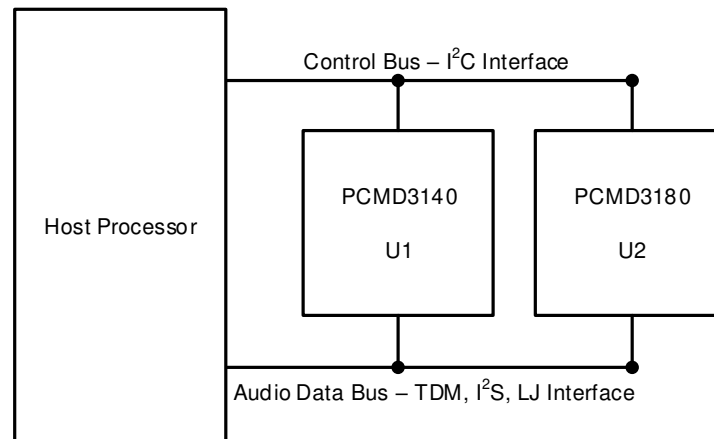 Control Bus – I²C Interface
Host Processor
PCMD3140
U1
PCMD3180
U2
Audio Data Bus – TDM, I²S, LJ Interface